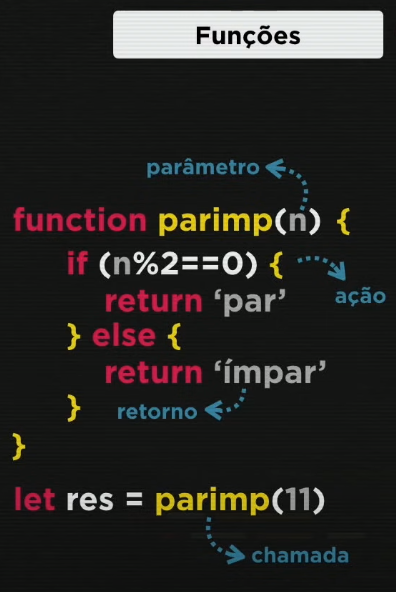 Funções
parâmetro
function parimp(n) {
if (n%2==0) {
ação
return ‘par’
} else {
return ‘ímpar’
}
retorno
}
let res = parimp(11)
chamada